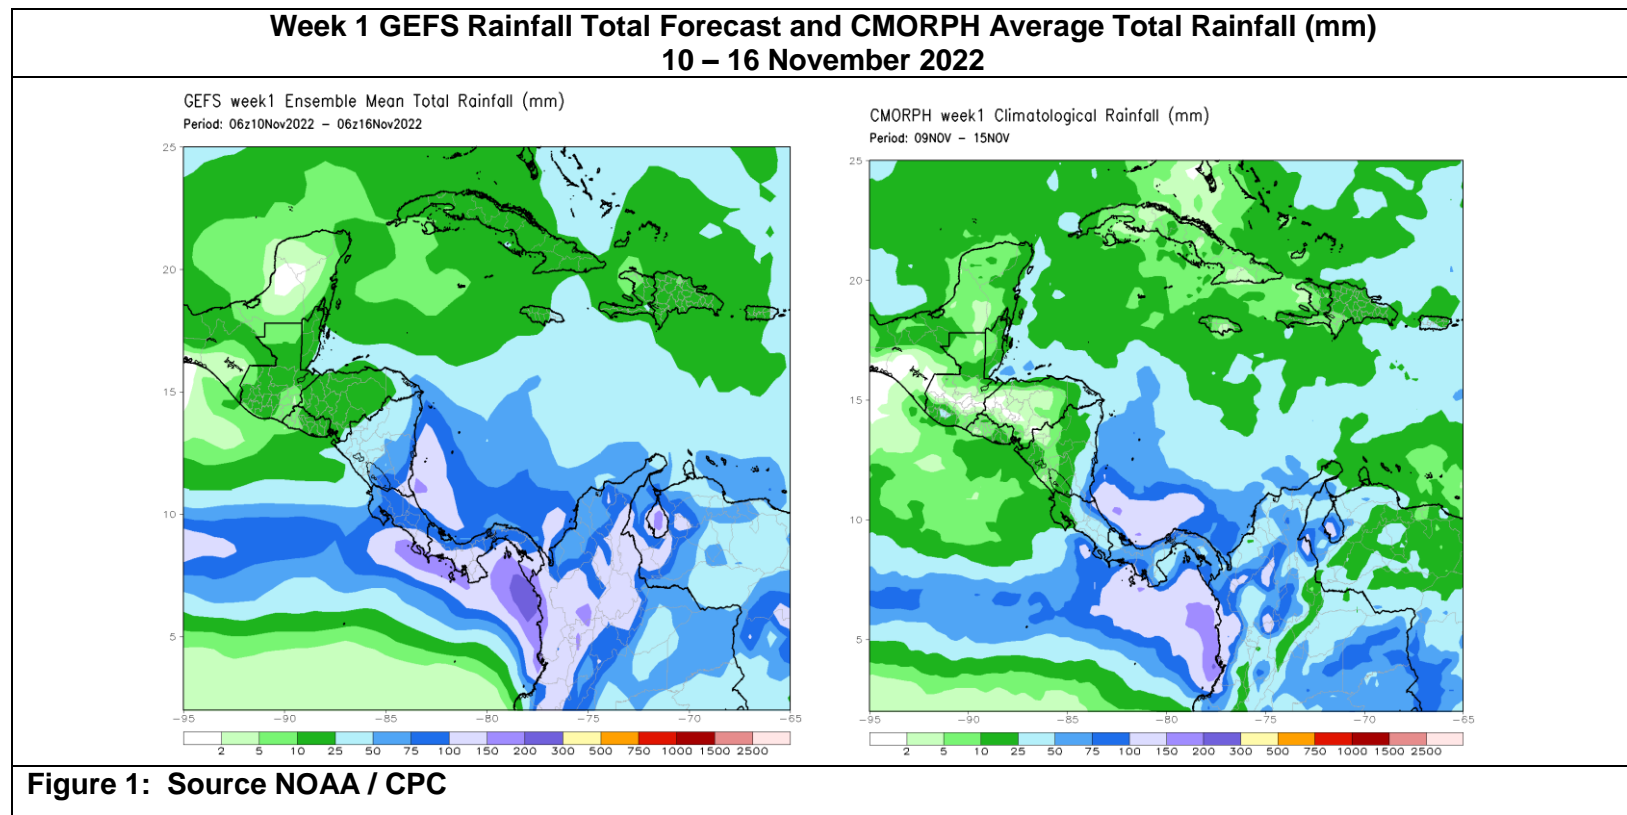 Week 1 GEFS Rainfall Total Forecast and CMORPH Average Total Rainfall (mm)
10 – 16 November 2022
GEFS week1 Ensemble Mean Total Rainfall (mm)
Period: 06z10Nov2022 – 06z16Nov2022
25
20
15
10
5
-95 -90 -85 -80 -75 -70 -65
2 5 10 25 50 75 100 150 200 300 500 750 1000 1500 2500
CMORPH week1 Climatological Rainfall (mm)
Period: 09NOV – 15NOV
25
20
15
10
5
-95 -90 -85 -80 -75 -70 -65
2 5 10 25 50 75 100 150 200 300 500 750 1000 1500 2500
Figure 1: Source NOAA / CPC